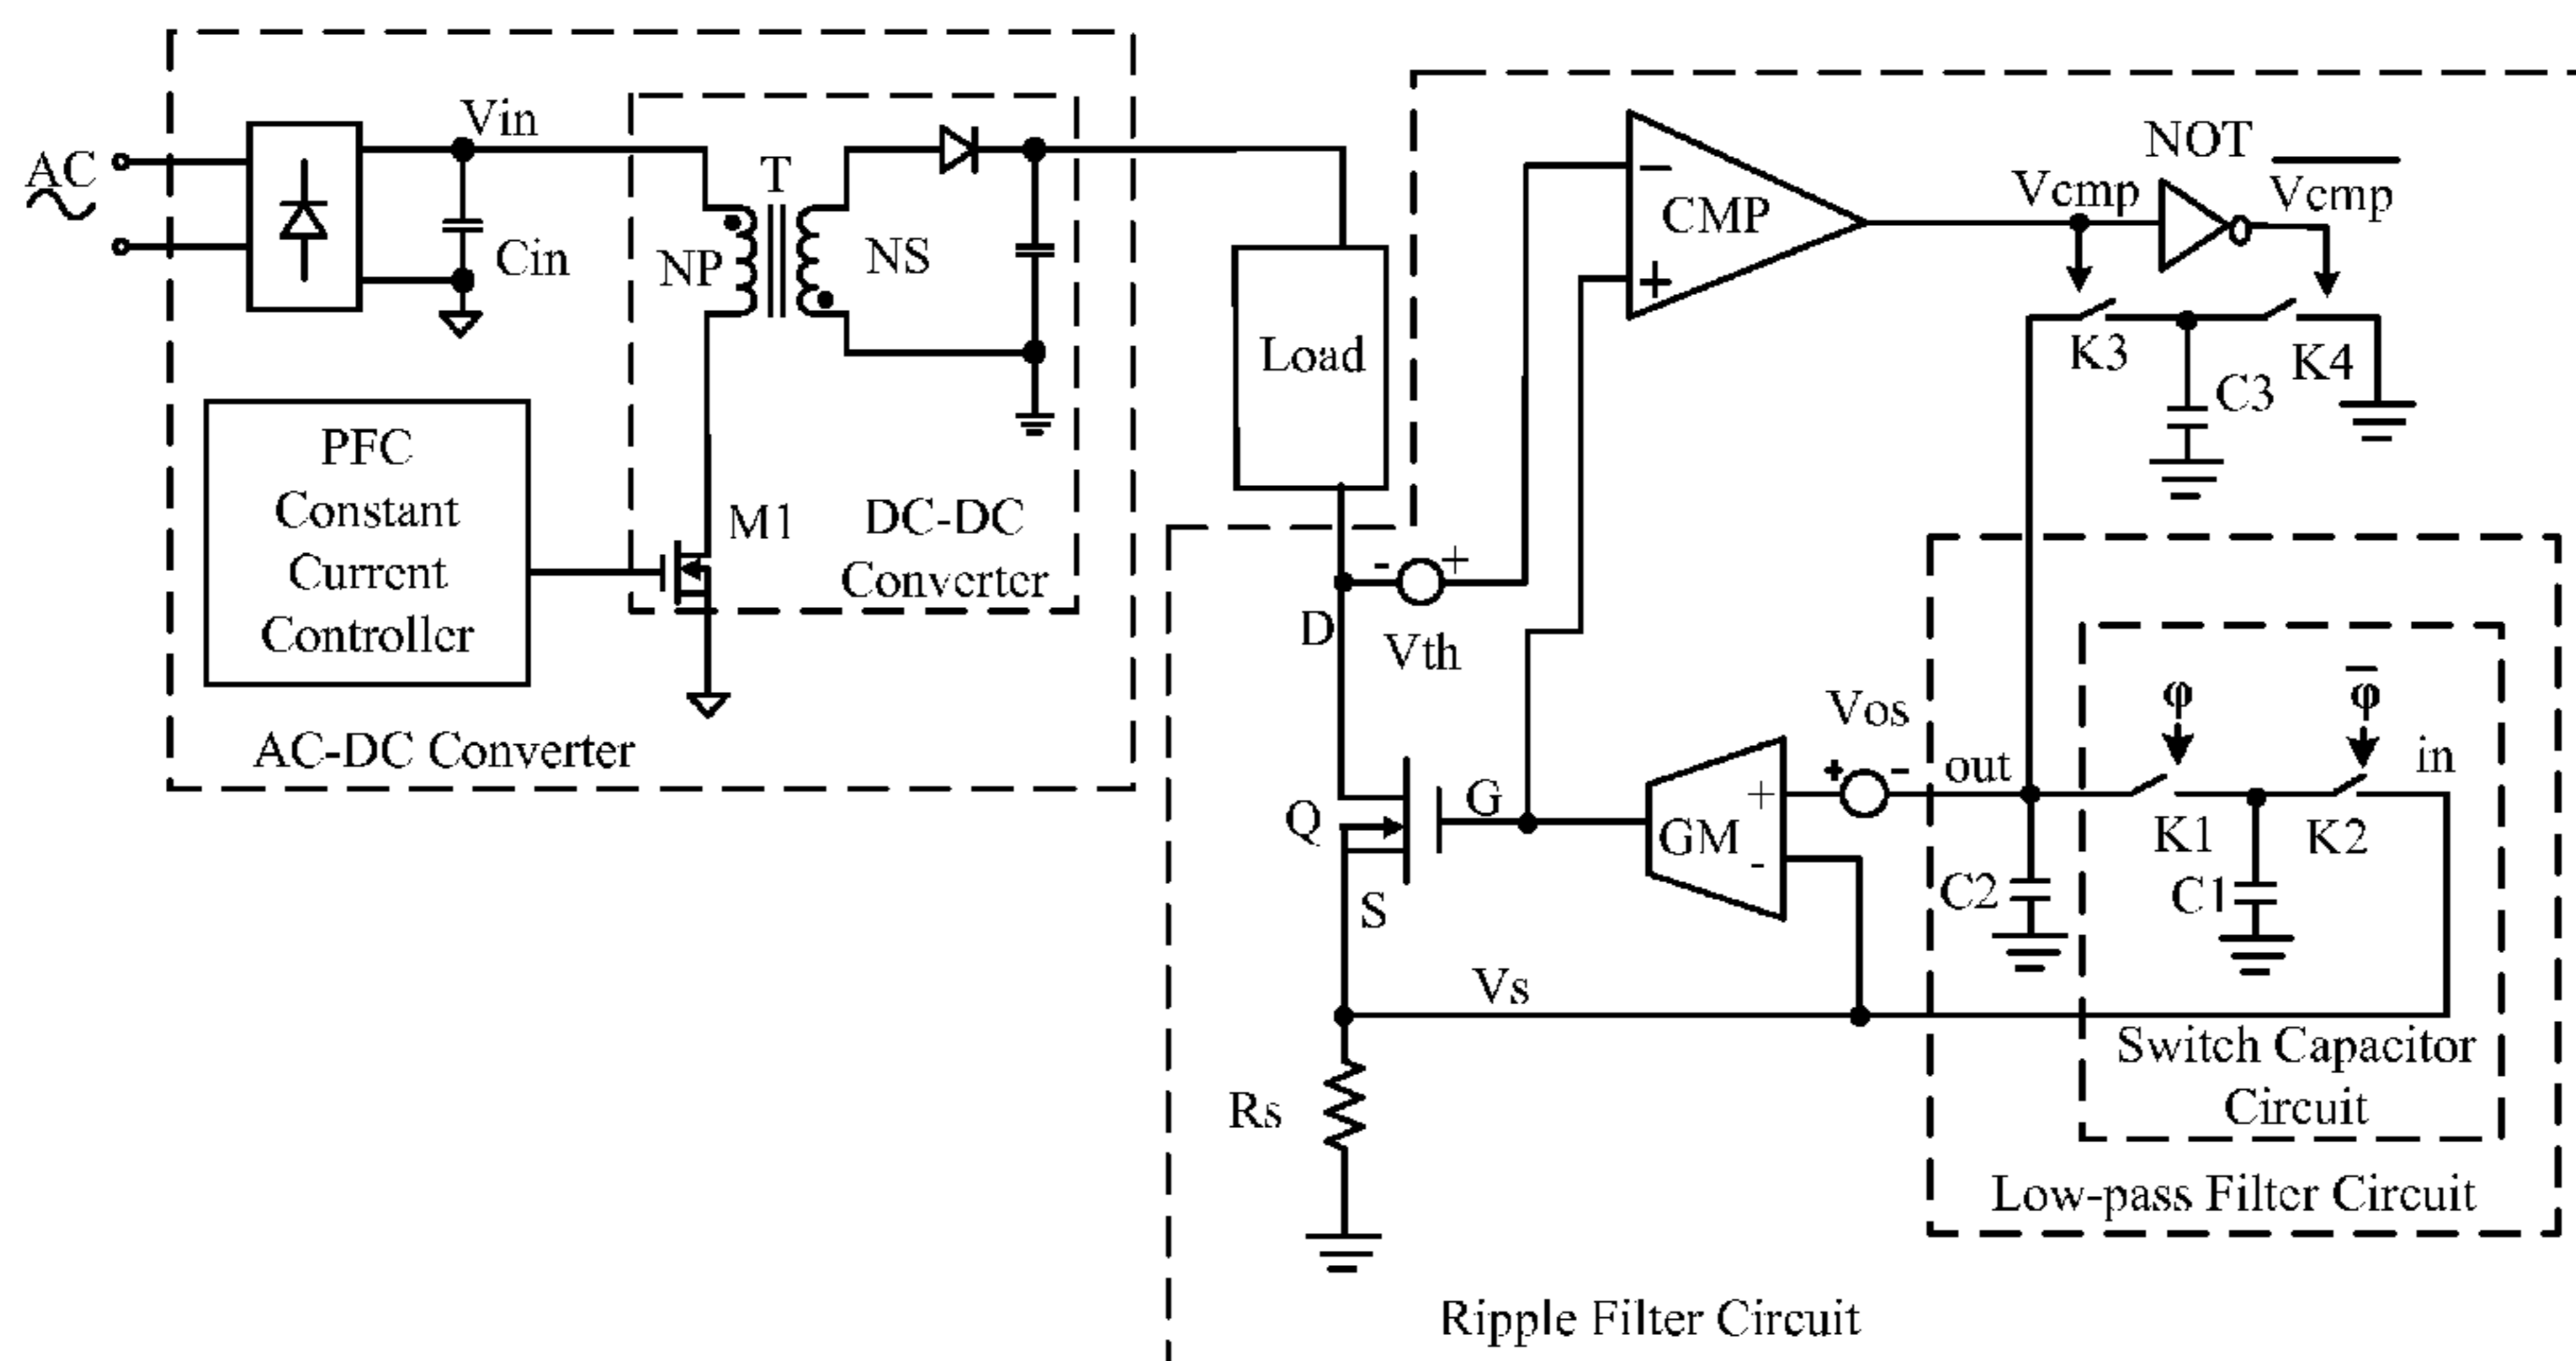 AC
Vin
Cin
T
NP
NS
M1
DC-DC
Converter
PFC
Constant
Current
Controller
AC-DC Converter
Load
D
- +
Vth
−
+
CMP
Vcmp
NOT
Vcmp
K3
K4
C3
Q
G
S
GM
+
-
Vos
+ -
out
in
φ
φ
K1
K2
C2
C1
Vs
Rs
Switch Capacitor
Circuit
Low-pass Filter Circuit
Ripple Filter Circuit